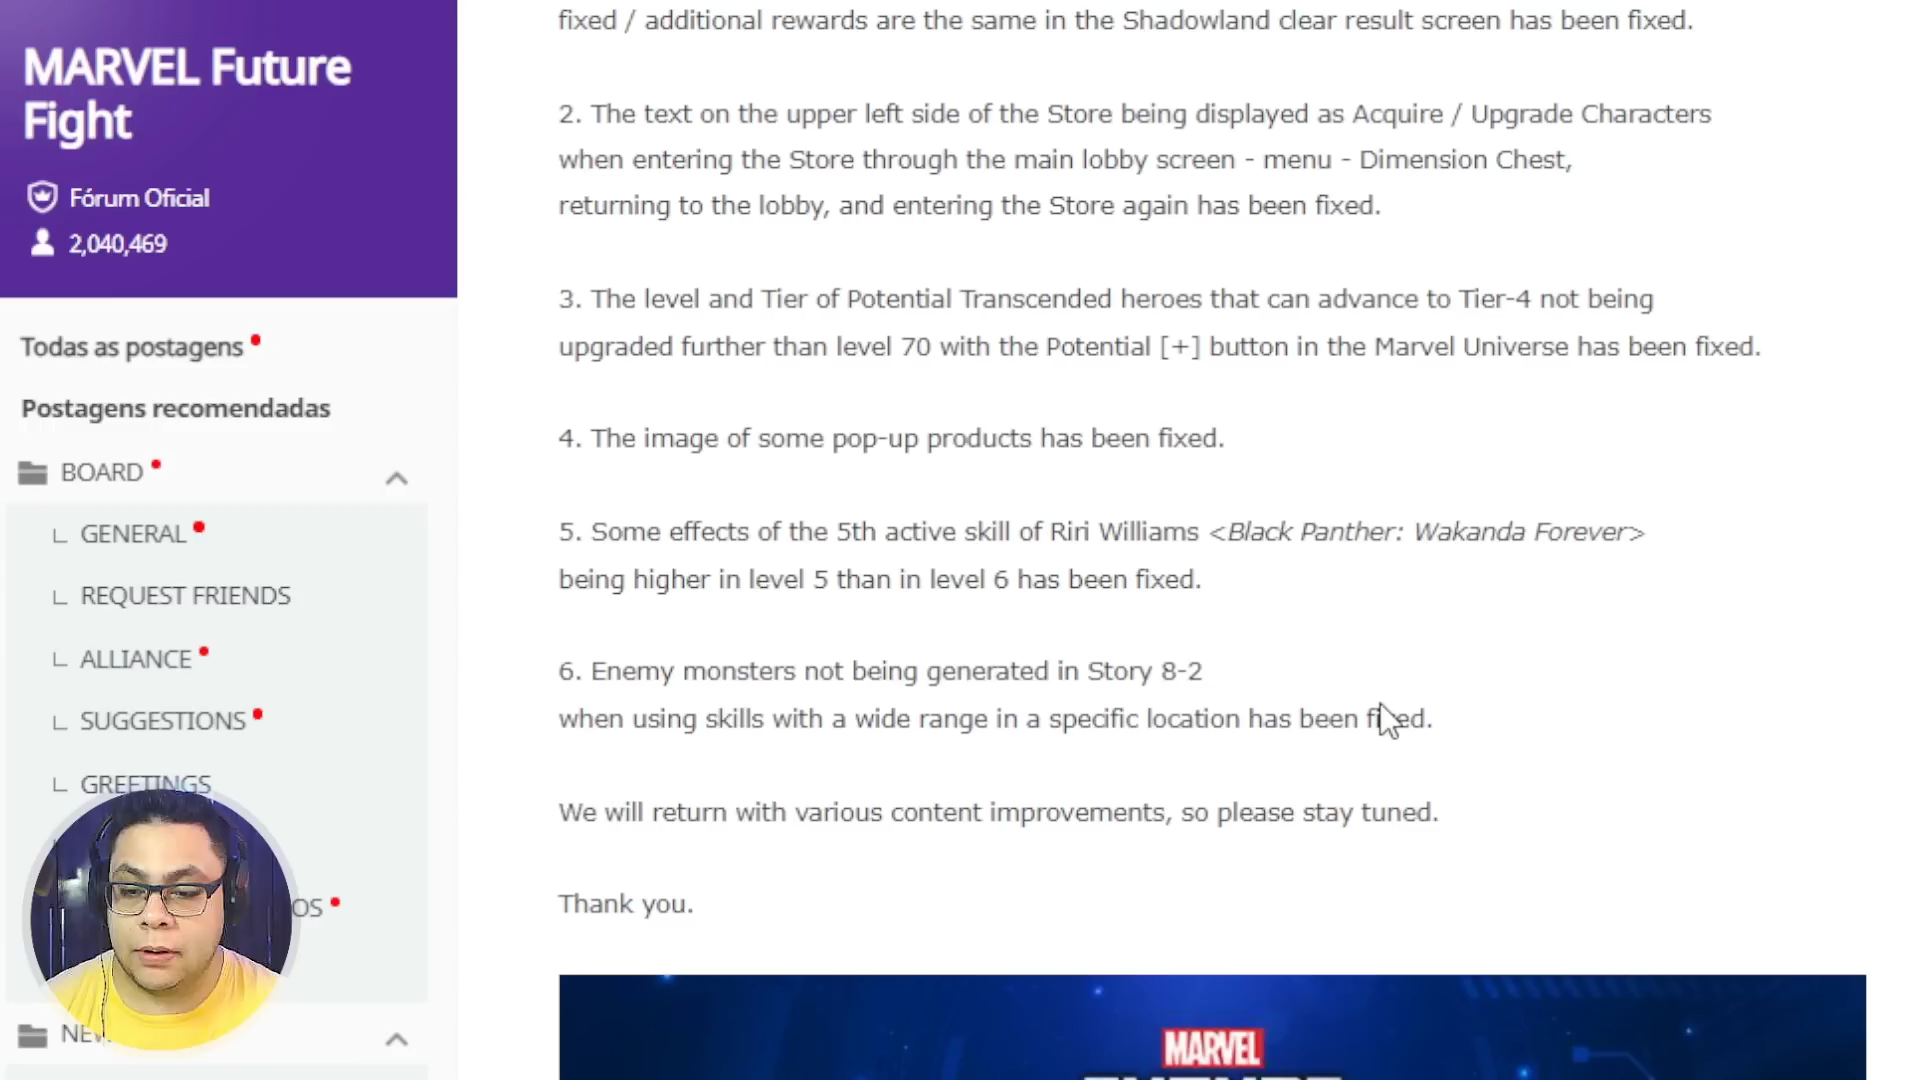 MARVEL Future
Fight
Fórum Oficial
2,040,469
Todas as postagens
Postagens recomendadas
BOARD
GENERAL
REQUEST FRIENDS
ALLIANCE
SUGGESTIONS
GREETINGS
fixed / additional rewards are the same in the Shadowland clear result screen has been fixed.
2. The text on the upper left side of the Store being displayed as Acquire / Upgrade Characters
when entering the Store through the main lobby screen - menu - Dimension Chest,
returning to the lobby, and entering the Store again has been fixed.
3. The level and Tier of Potential Transcended heroes that can advance to Tier-4 not being
upgraded further than level 70 with the Potential [+] button in the Marvel Universe has been fixed.
4. The image of some pop-up products has been fixed.
5. Some effects of the 5th active skill of Riri Williams <Black Panther: Wakanda Forever>
being higher in level 5 than in level 6 has been fixed.
6. Enemy monsters not being generated in Story 8-2
when using skills with a wide range in a specific location has been fixed.
We will return with various content improvements, so please stay tuned.
Thank you.
MARVEL